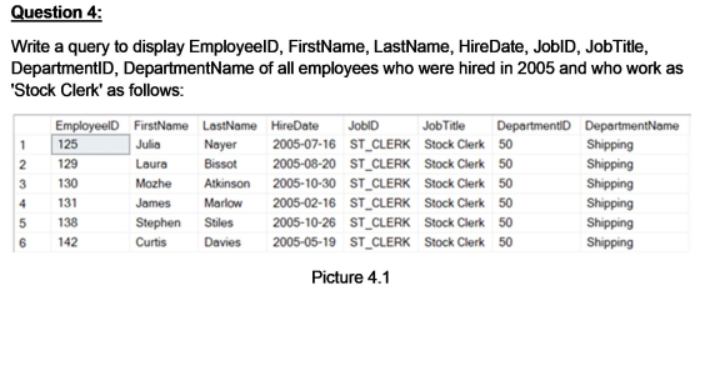 Question 4:
Write a query to display EmployeeID, FirstName, LastName, HireDate, JobID, JobTitle,
DepartmentID, DepartmentName of all employees who were hired in 2005 and who work as
'Stock Clerk' as follows:
EmployeeID FirstName LastName HireDate JobID JobTitle DepartmentID DepartmentName
1 125 Julia Nayer 2005-07-16 ST_CLERK Stock Clerk 50 Shipping
2 129 Laura Bissot 2005-08-20 ST_CLERK Stock Clerk 50 Shipping
3 130 Mozhe Atkinson 2005-10-30 ST_CLERK Stock Clerk 50 Shipping
4 131 James Marlow 2005-02-16 ST_CLERK Stock Clerk 50 Shipping
5 138 Stephen Stiles 2005-10-26 ST_CLERK Stock Clerk 50 Shipping
6 142 Curtis Davies 2005-05-19 ST_CLERK Stock Clerk 50 Shipping
Picture 4.1